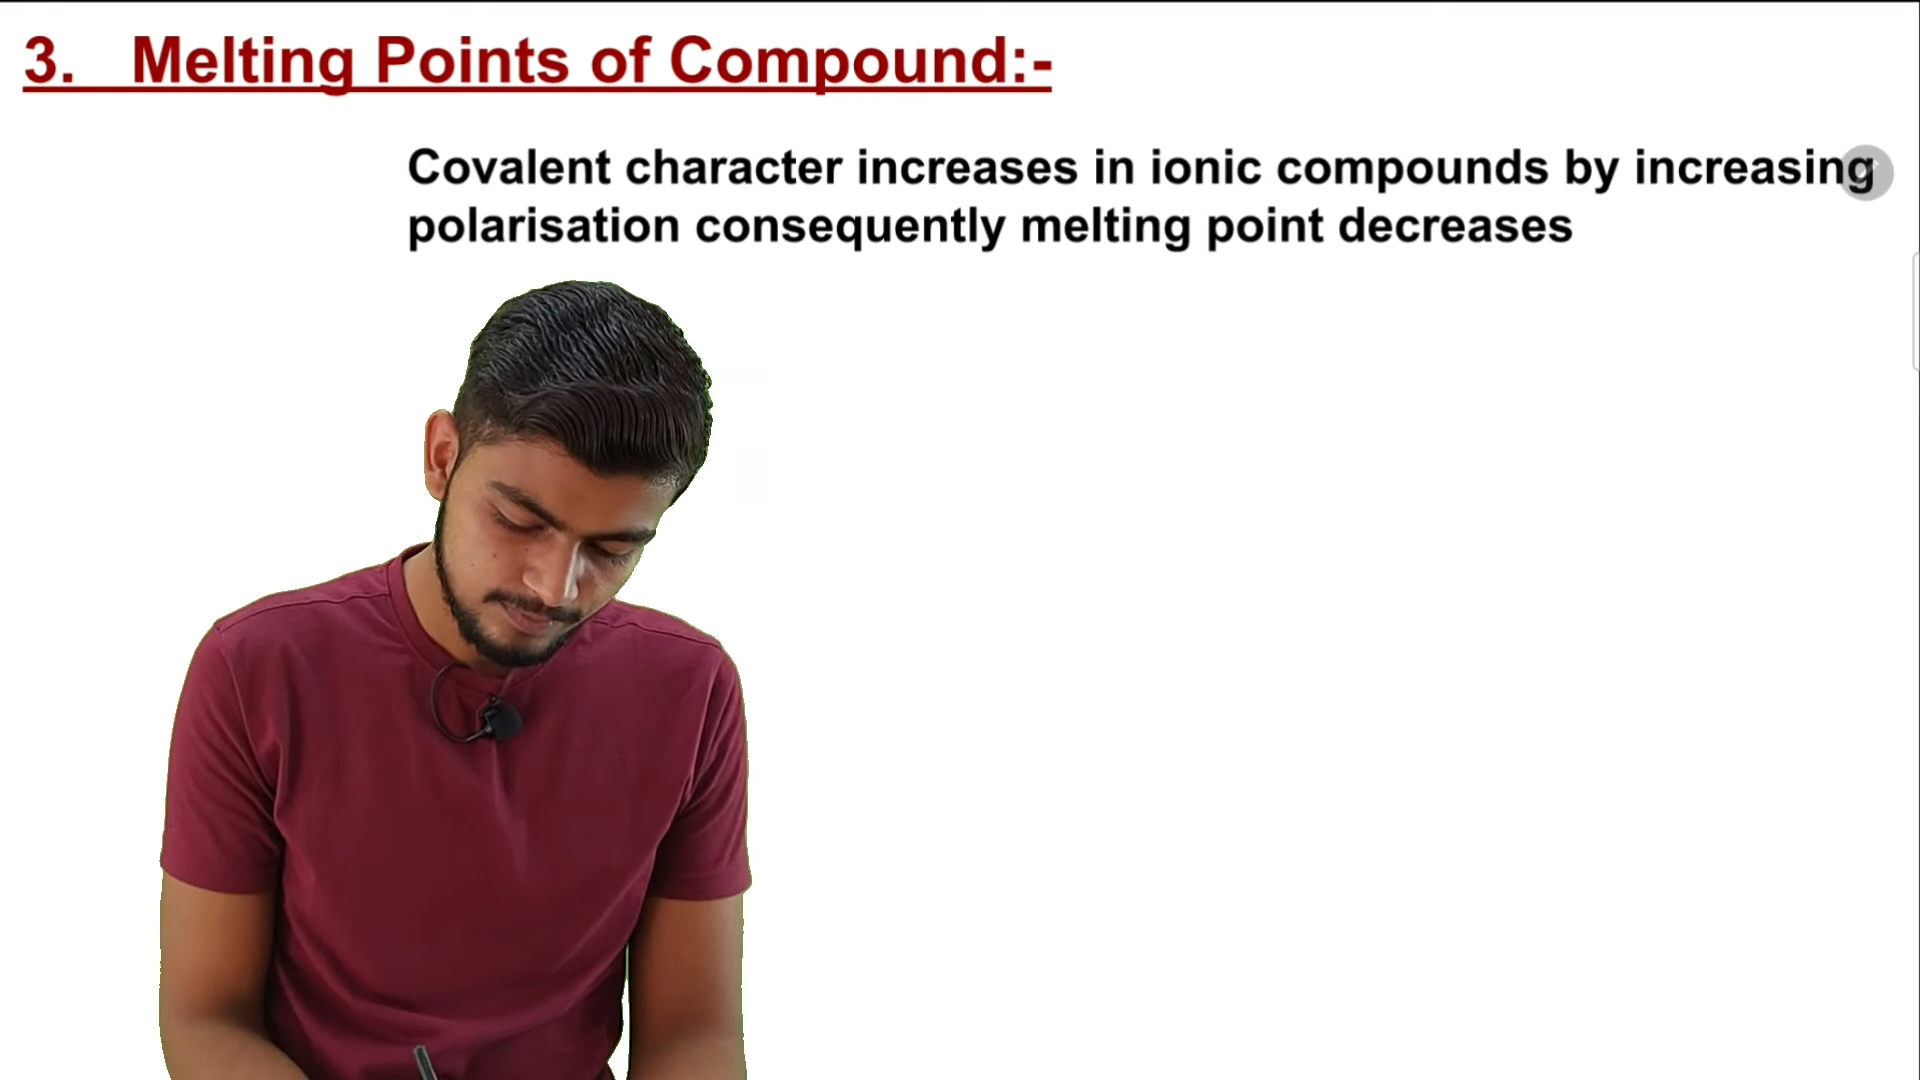 3. Melting Points of Compound:-
Covalent character increases in ionic compounds by increasing
polarisation consequently melting point decreases